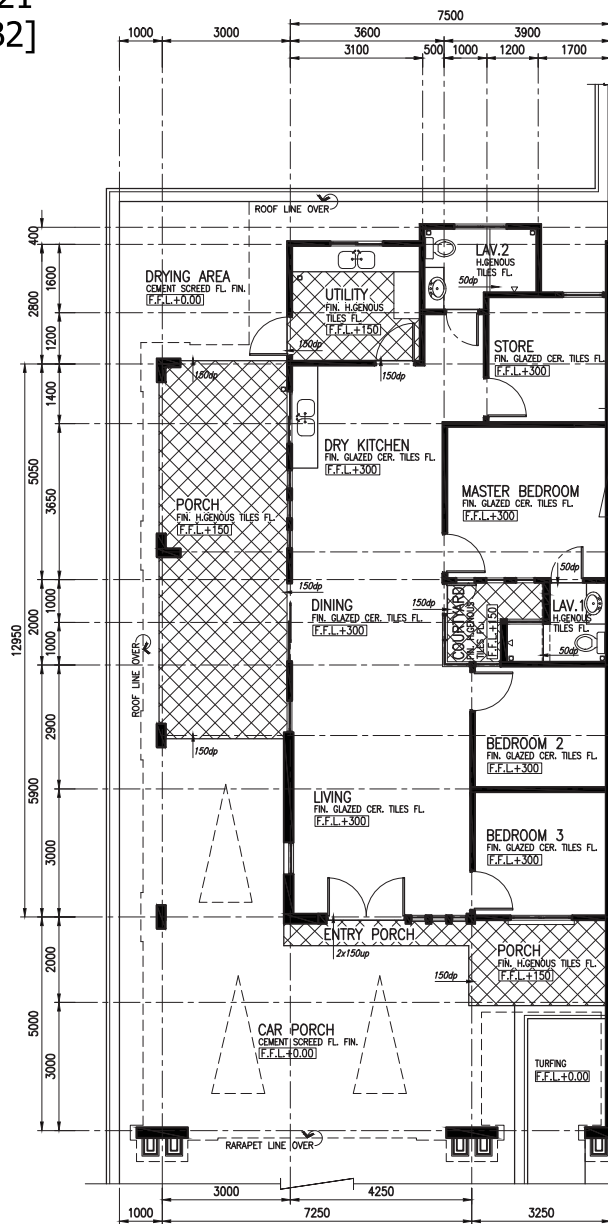 21
32]
7500
1000
3000
3600
3900
3100
500
1000
1200
1700
ROOF LINE OVER
400
1600
2800
1200
DRYING AREA
CEMENT SCREED FL. FIN.
F.F.L.+0.00
UTILITY
FIN. H.GENOUS
TILES FL.
F.F.L.+150
LAV.2
H.GENOUS
TILES FL.
50dp
150dp
150dp
150dp
STORE
FIN. GLAZED CER. TILES FL.
F.F.L.+300
1400
5050
3650
DRY KITCHEN
FIN. GLAZED CER. TILES FL.
F.F.L.+300
MASTER BEDROOM
FIN. GLAZED CER. TILES FL.
F.F.L.+300
PORCH
FIN. H.GENOUS TILES FL.
F.F.L.+150
50dp
150dp
150dp
12950
2000
1000
1000
DINING
FIN. GLAZED CER. TILES FL.
F.F.L.+300
COURTYARD
FIN. H.GENOUS
TILES FL.
F.F.L.+150
LAV.1
H.GENOUS
TILES FL.
50dp
ROOF LINE OVER
150dp
5900
2900
3000
BEDROOM 2
FIN. GLAZED CER. TILES FL.
F.F.L.+300
LIVING
FIN. GLAZED CER. TILES FL.
F.F.L.+300
BEDROOM 3
FIN. GLAZED CER. TILES FL.
F.F.L.+300
ENTRY PORCH
2x150up
150dp
PORCH
FIN. H.GENOUS TILES FL.
F.F.L.+150
5000
2000
3000
CAR PORCH
CEMENT SCREED FL. FIN.
F.F.L.+0.00
TURFING
F.F.L.+0.00
RARAPET LINE OVER
3000
4250
1000
7250
3250